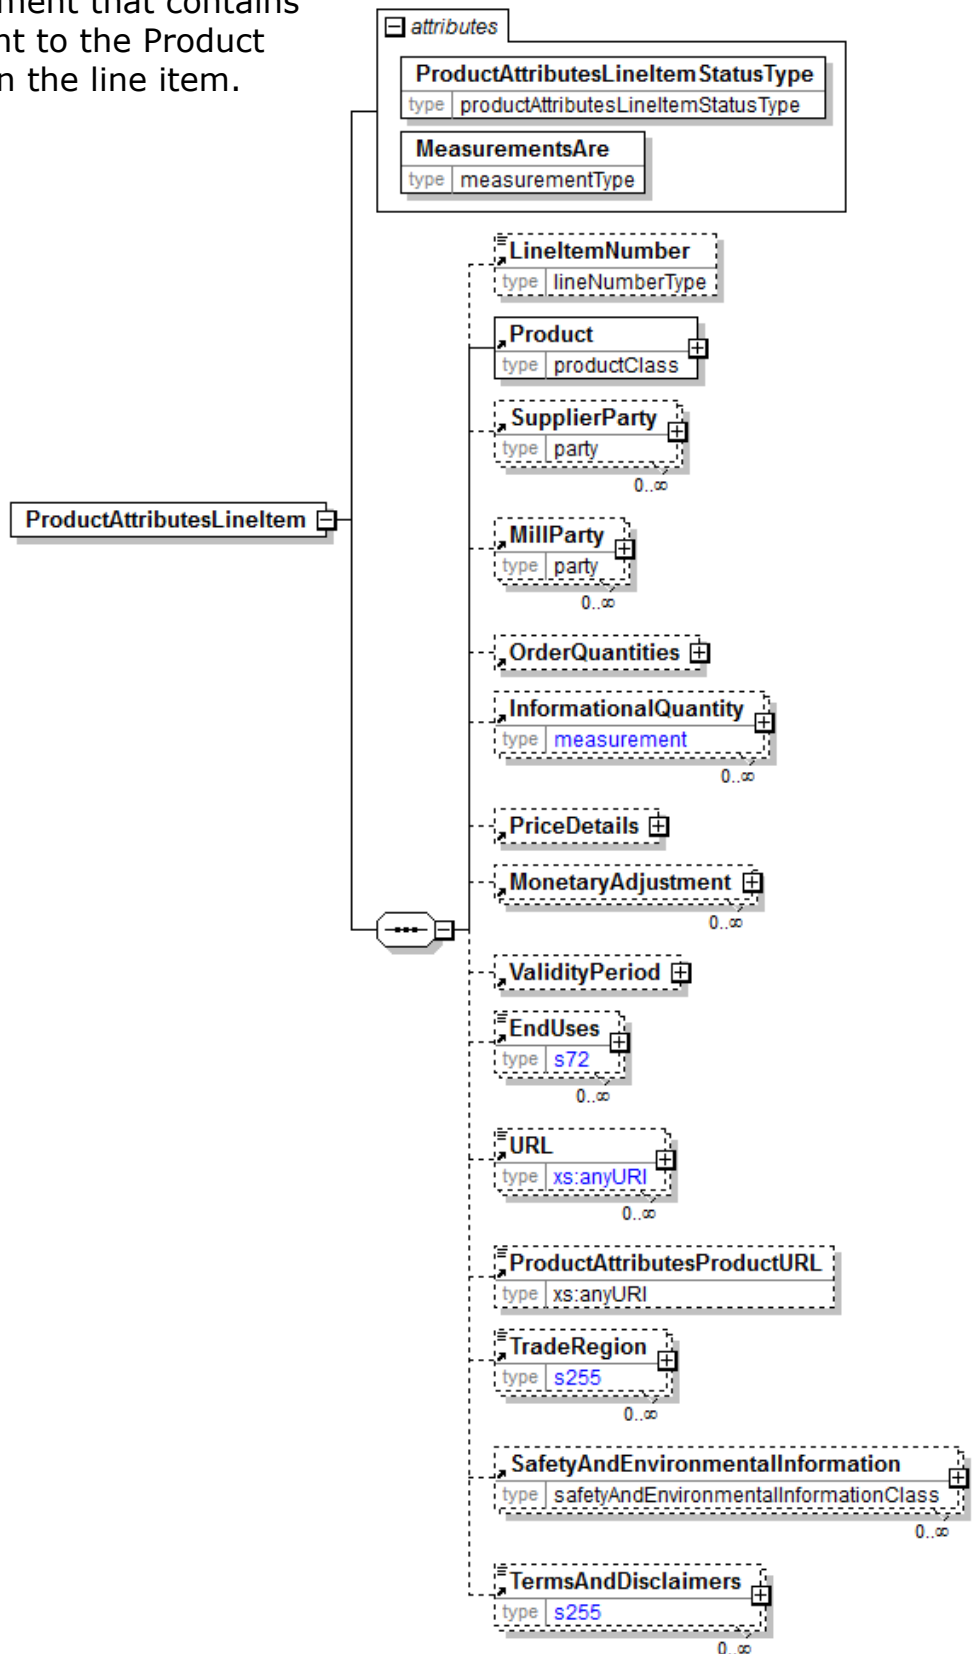 ment that contains
nt to the Product
n the line item.
attributes
ProductAttributesLineItemStatusType
type productAttributesLineItemStatusType
MeasurementsAre
type measurementType
LineItemNumber
type lineNumberType
Product
type productClass
SupplierParty
type party
0..∞
ProductAttributesLineItem
MillParty
type party
0..∞
OrderQuantities
InformationalQuantity
type measurement
0..∞
PriceDetails
MonetaryAdjustment
0..∞
ValidityPeriod
EndUses
type s72
0..∞
URL
type xs:anyURI
0..∞
ProductAttributesProductURL
type xs:anyURI
TradeRegion
type s255
0..∞
SafetyAndEnvironmentalInformation
type safetyAndEnvironmentalInformationClass
0..∞
TermsAndDisclaimers
type s255
0..∞